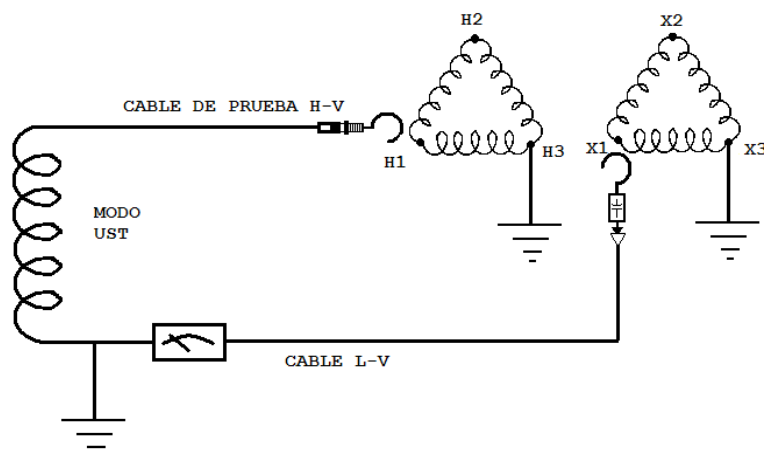 H2
X2
CABLE DE PRUEBA H-V
H1
H3
X1
X3
MODO
UST
CABLE L-V